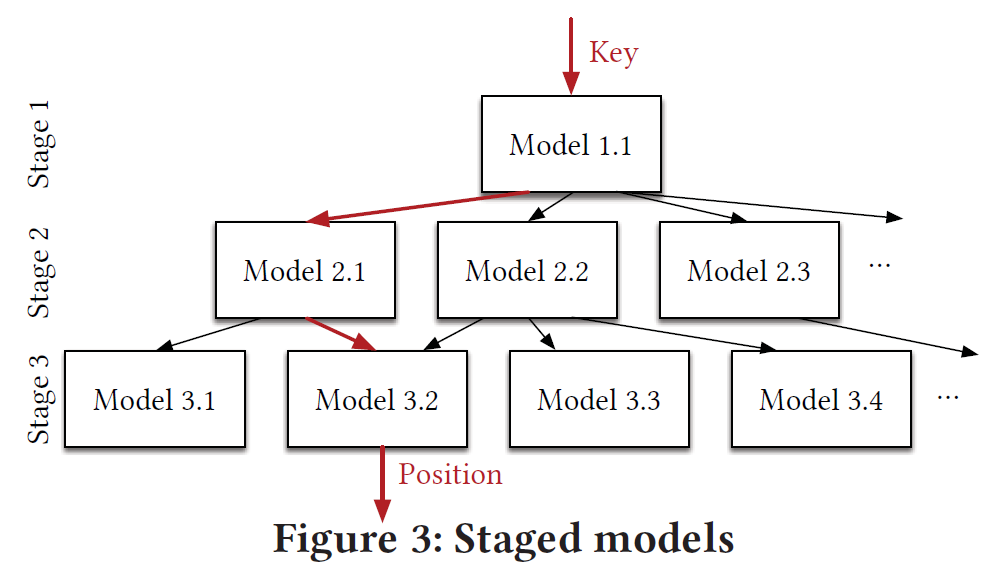 Key
Stage 1
Model 1.1
Stage 2
Model 2.1
Model 2.2
Model 2.3
...
Stage 3
Model 3.1
Model 3.2
Model 3.3
Model 3.4
...
Position
Figure 3: Staged models